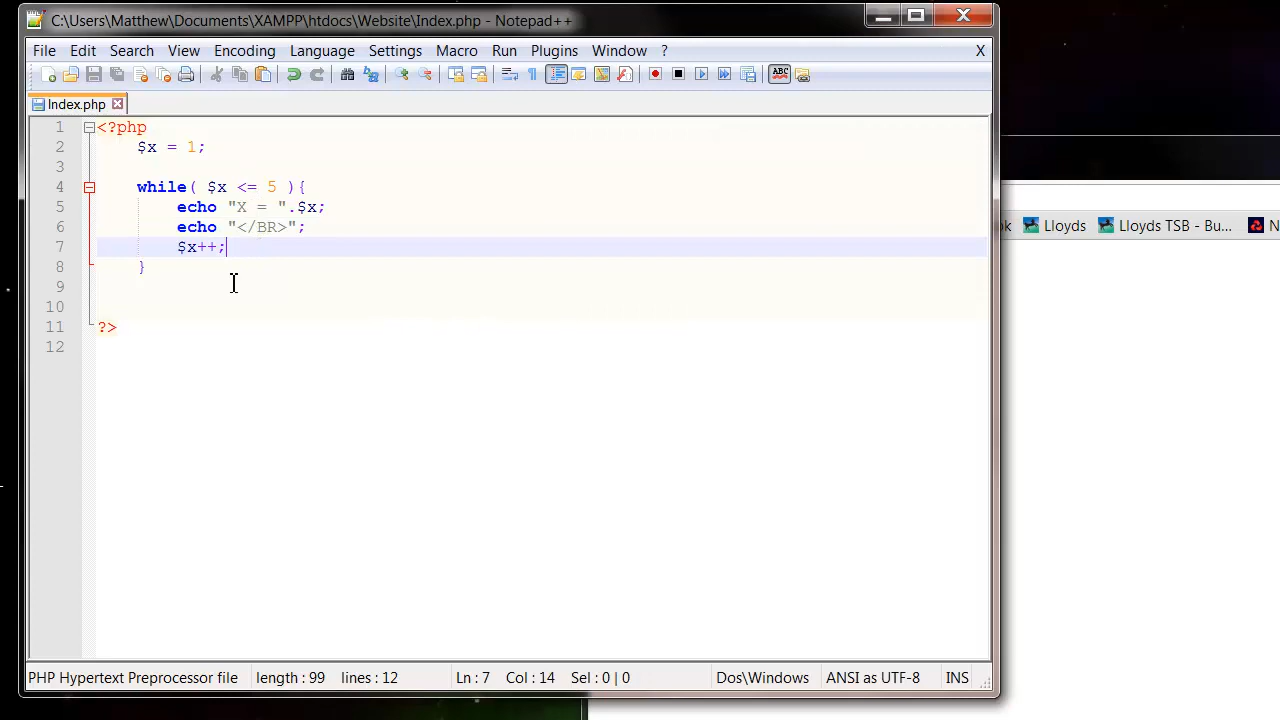 C:\Users\Matthew\Documents\XAMPP\htdocs\Website\Index.php - Notepad++
File Edit Search View Encoding Language Settings Macro Run Plugins Window ? X
ABC
Index.php
1 <?php
2 $x = 1;
3
4 while( $x <= 5 ){
5 echo "X = ".$x;
6 echo "</BR>";
7 $x++;
8 }
9
10
11 ?>
12
Lloyds Lloyds TSB - Bu... N
PHP Hypertext Preprocessor file length : 99 lines : 12 Ln : 7 Col : 14 Sel : 0 | 0 Dos\Windows ANSI as UTF-8 INS